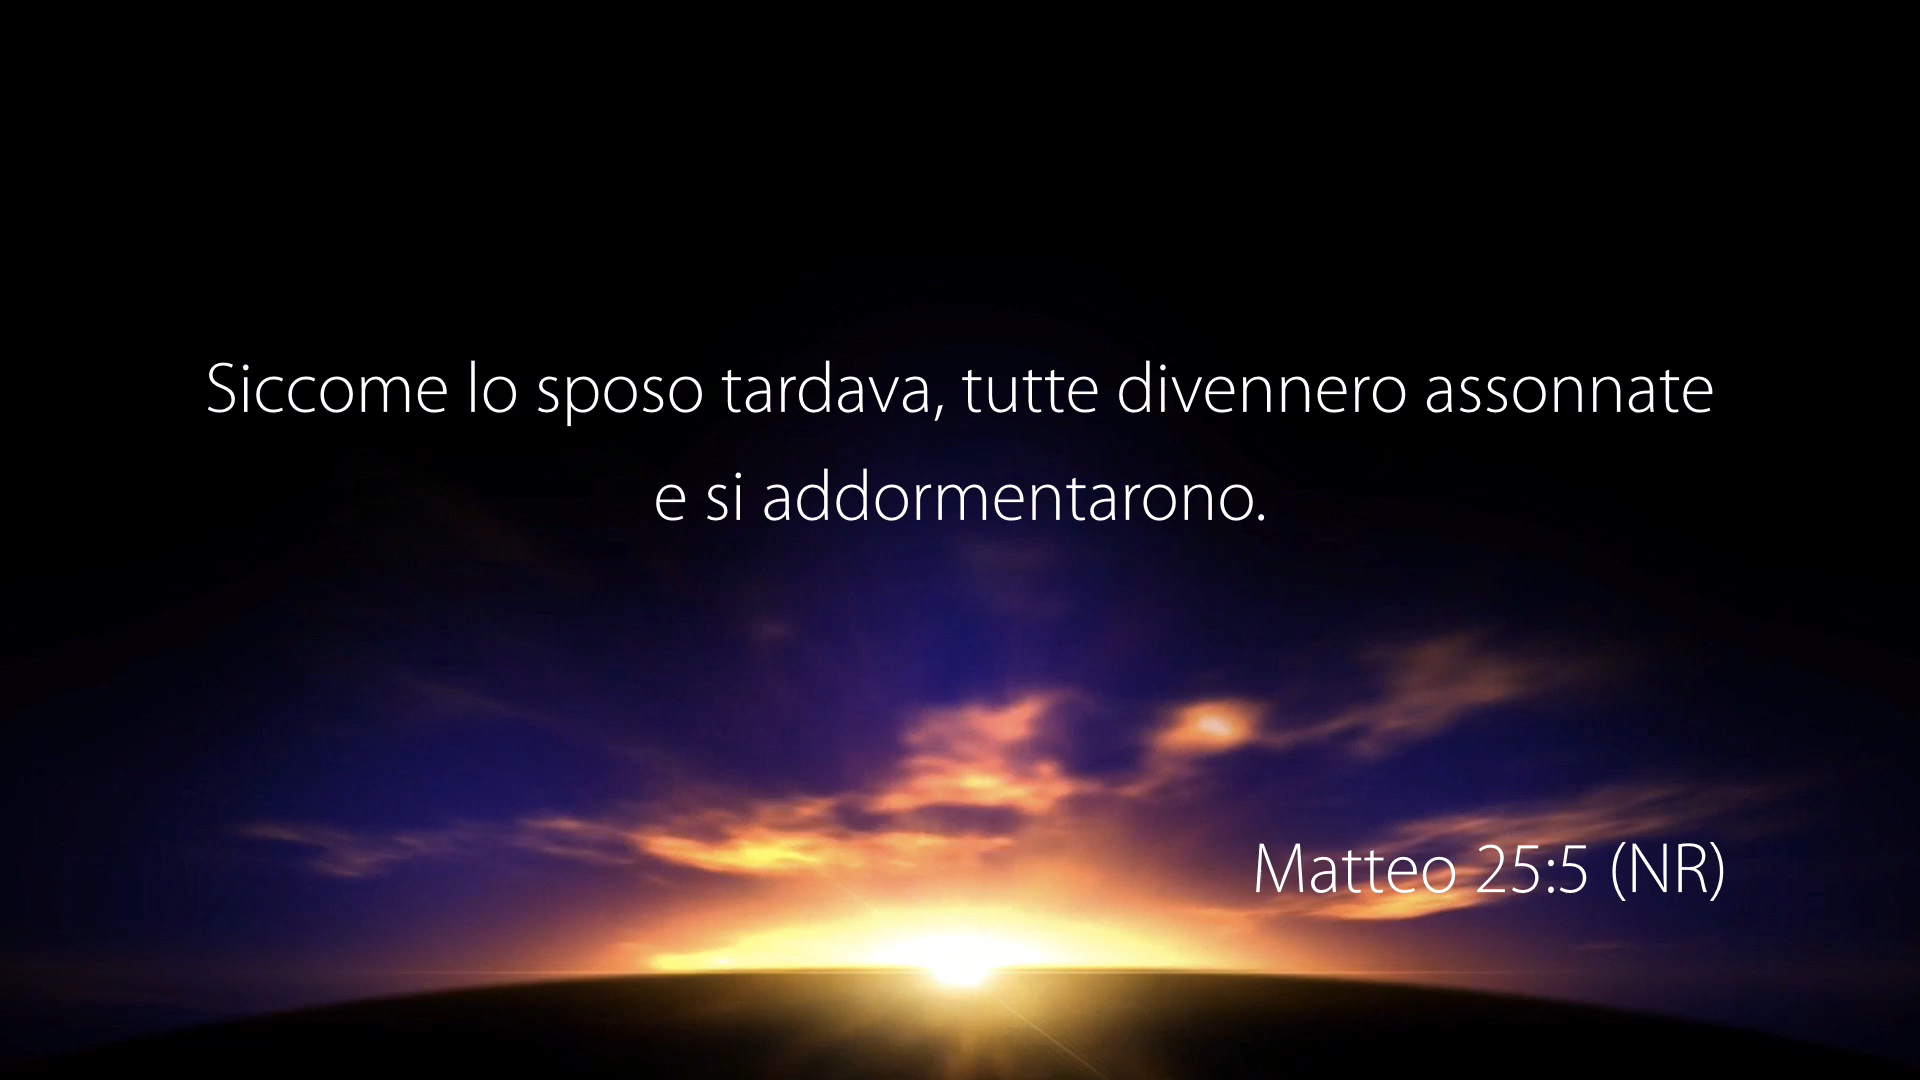 Siccome lo sposo tardava, tutte divennero assonnate
e si addormentarono.
Matteo 25:5 (NR)